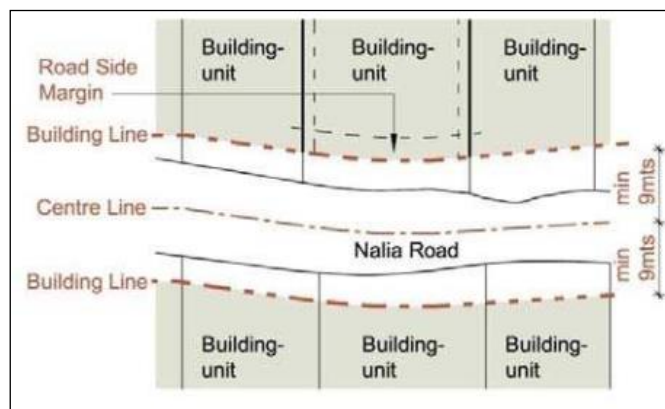 Building-
unit
Building-
unit
Building-
unit
Road Side
Margin
Building Line
Centre Line
Nalia Road
Building Line
min
9mts
min
9mts
Building-
unit
Building-
unit
Building-
unit